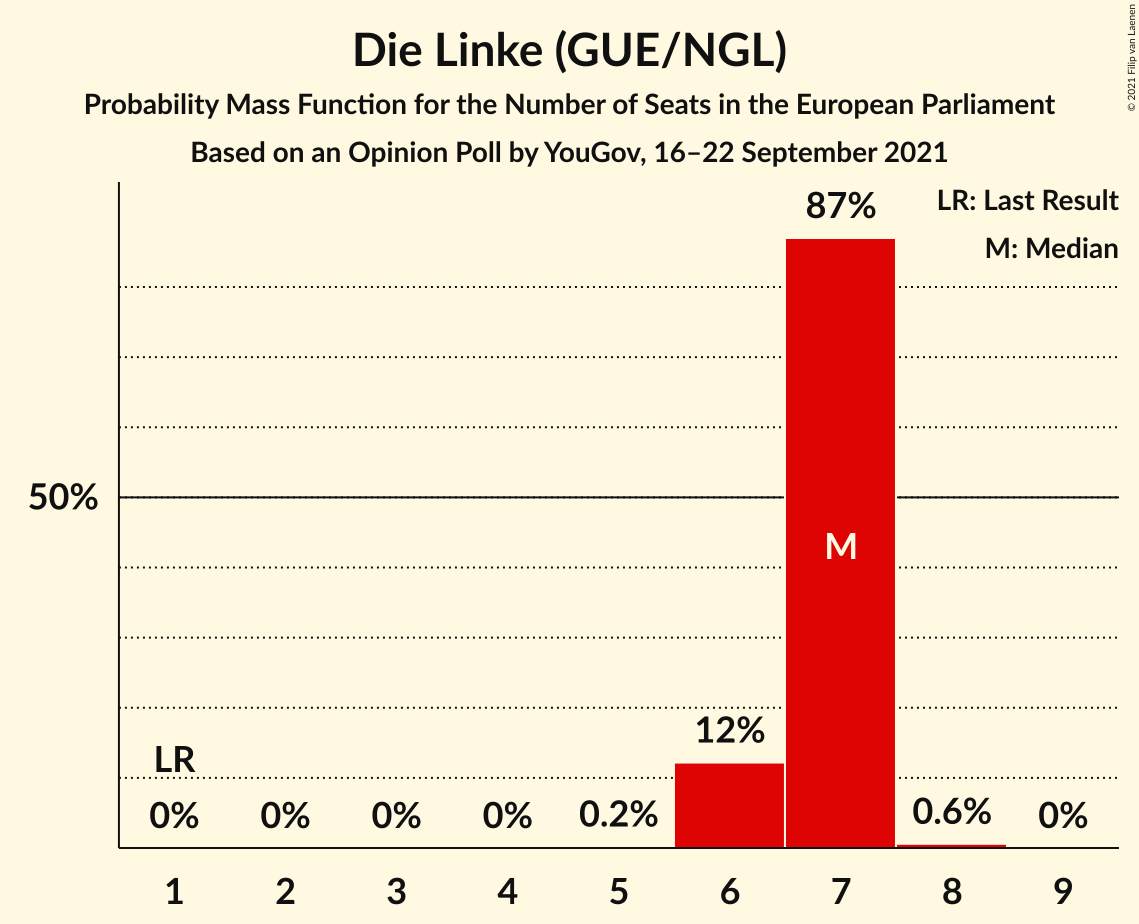 Die Linke (GUE/NGL)
Probability Mass Function for the Number of Seats in the European Parliament
Based on an Opinion Poll by YouGov, 16–22 September 2021
© 2021 Filip van Laenen
LR: Last Result
M: Median
87%
50%
M
12%
LR
0%
0%
0%
0%
0.2%
0.6%
0%
1
2
3
4
5
6
7
8
9